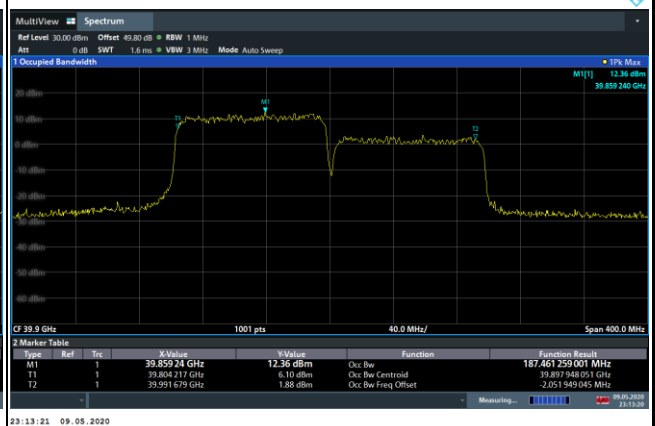 MultiView Spectrum
Ref Level 30.00 dBm Offset 49.80 dB RBW 1 MHz
Att 0 dB SWT 1.6 ms VBW 3 MHz Mode Auto Sweep
1 Occupied Bandwidth 1Pk Max
M1[1] 12.36 dBm
39.859 240 GHz
20 dBm
M1
10 dBm
T1
T2
0 dBm
-10 dBm
-20 dBm
-30 dBm
-40 dBm
-50 dBm
-60 dBm
CF 39.9 GHz 1001 pts 40.0 MHz/ Span 400.0 MHz
2 Marker Table
Type Ref Trc X-Value Y-Value Function Function Result
M1 1 39.859 24 GHz 12.36 dBm Occ Bw 187.461 259 001 MHz
T1 1 39.804 217 GHz 6.10 dBm Occ Bw Centroid 39.897 948 051 GHz
T2 1 39.991 679 GHz 1.88 dBm Occ Bw Freq Offset -2.051 949 045 MHz
Measuring... 09.05.2020
23:13:20
23:13:21 09.05.2020